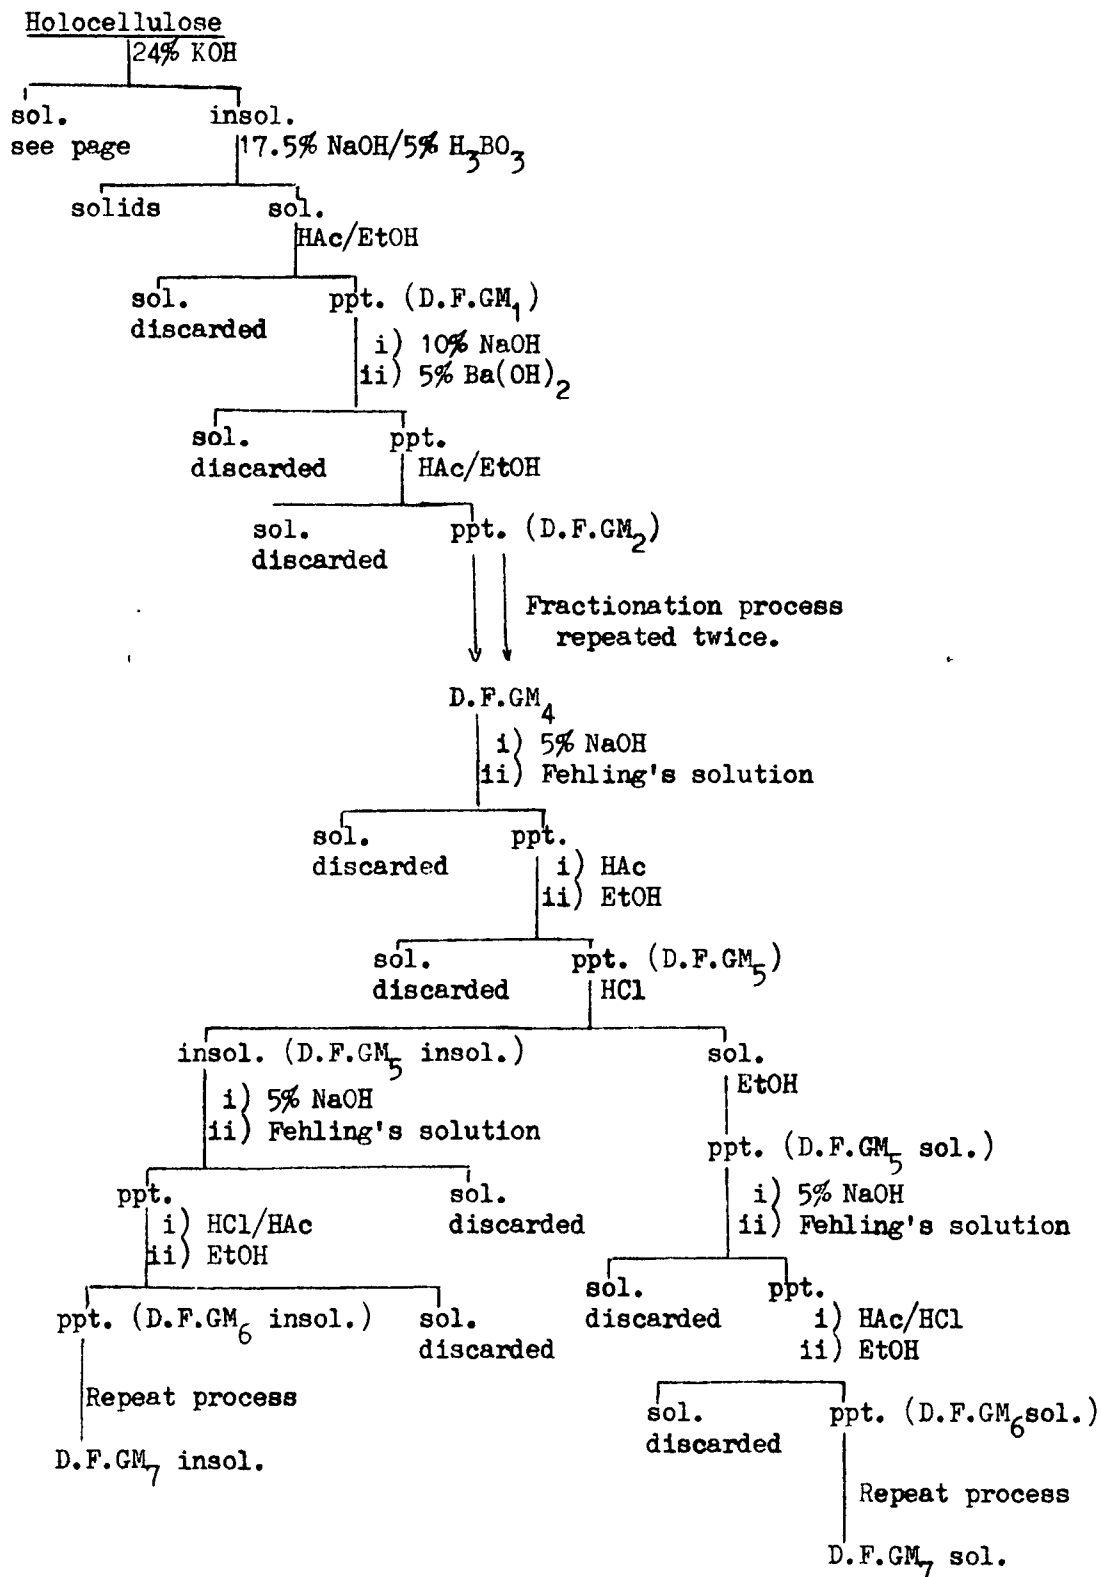 Holocellulose
24% KOH
sol. insol.
see page 17.5% NaOH/5% H₃BO₃
solids sol.
HAc/EtOH
sol. ppt. (D.F.GM₁)
discarded
i) 10% NaOH
ii) 5% Ba(OH)₂
sol. ppt.
discarded HAc/EtOH
sol. ppt. (D.F.GM₂)
discarded
Fractionation process
repeated twice.
D.F.GM₄
i) 5% NaOH
ii) Fehling's solution
sol. ppt.
discarded i) HAc
ii) EtOH
sol. ppt. (D.F.GM₅)
discarded HCl
insol. (D.F.GM₅ insol.) sol.
EtOH
i) 5% NaOH
ii) Fehling's solution
ppt. (D.F.GM₅ sol.)
ppt. sol.
discarded
i) 5% NaOH
i) HCl/HAc
ii) Fehling's solution
ii) EtOH
sol. ppt.
discarded
ppt. (D.F.GM₆ insol.) sol.
discarded
i) HAc/HCl
ii) EtOH
Repeat process
sol. ppt. (D.F.GM₆sol.)
discarded
D.F.GM₇ insol.
Repeat process
D.F.GM₇ sol.